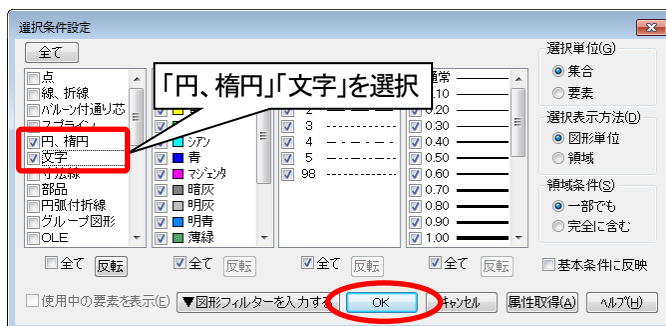 選択条件設定
全て
点
線、折線
バルーン付通り芯
円、楕円
文字
寸法線
部品
円弧付折線
グループ図形
OLE
「円、楕円」「文字」を選択
シアン
青
マジェンタ
暗灰
明灰
明青
薄緑
2
3
4
5
98
通常
0.10
0.20
0.30
0.40
0.50
0.60
0.70
0.80
0.90
1.00
選択単位(G)
集合
要素
選択表示方法(D)
図形単位
領域
領域条件(S)
一部でも
完全に含む
全て 反転 全て 反転 全て 反転 全て 反転 基本条件に反映
使用中の要素を表示(E) ▼図形フィルターを入力する OK キャンセル 属性取得(A) ヘルプ(H)